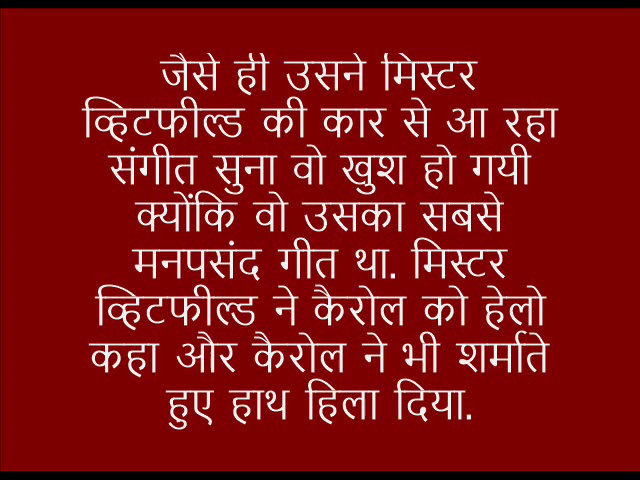 जैसे ही उसने मिस्टर
व्हिटफील्ड की कार से आ रहा
संगीत सुना वो खुश हो गयी
क्योंकि वो उसका सबसे
मनपसंद गीत था. मिस्टर
व्हिटफील्ड ने कैरोल को हेलो
कहा और कैरोल ने भी शर्माते
हुए हाथ हिला दिया.